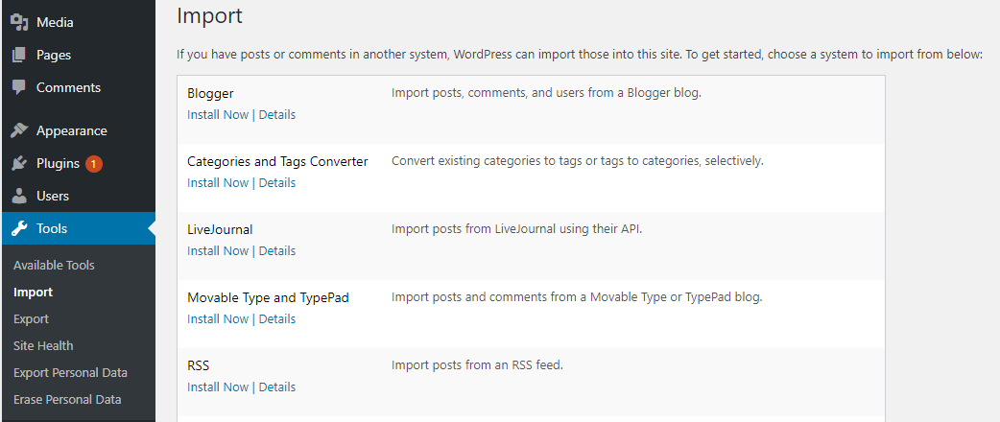 Media
Pages
Comments
Appearance
Plugins 1
Users
Tools
Available Tools
Import
Export
Site Health
Export Personal Data
Erase Personal Data
Import
If you have posts or comments in another system, WordPress can import those into this site. To get started, choose a system to import from below:
Blogger
Install Now | Details
Import posts, comments, and users from a Blogger blog.
Categories and Tags Converter
Install Now | Details
Convert existing categories to tags or tags to categories, selectively.
LiveJournal
Install Now | Details
Import posts from LiveJournal using their API.
Movable Type and TypePad
Install Now | Details
Import posts and comments from a Movable Type or TypePad blog.
RSS
Install Now | Details
Import posts from an RSS feed.